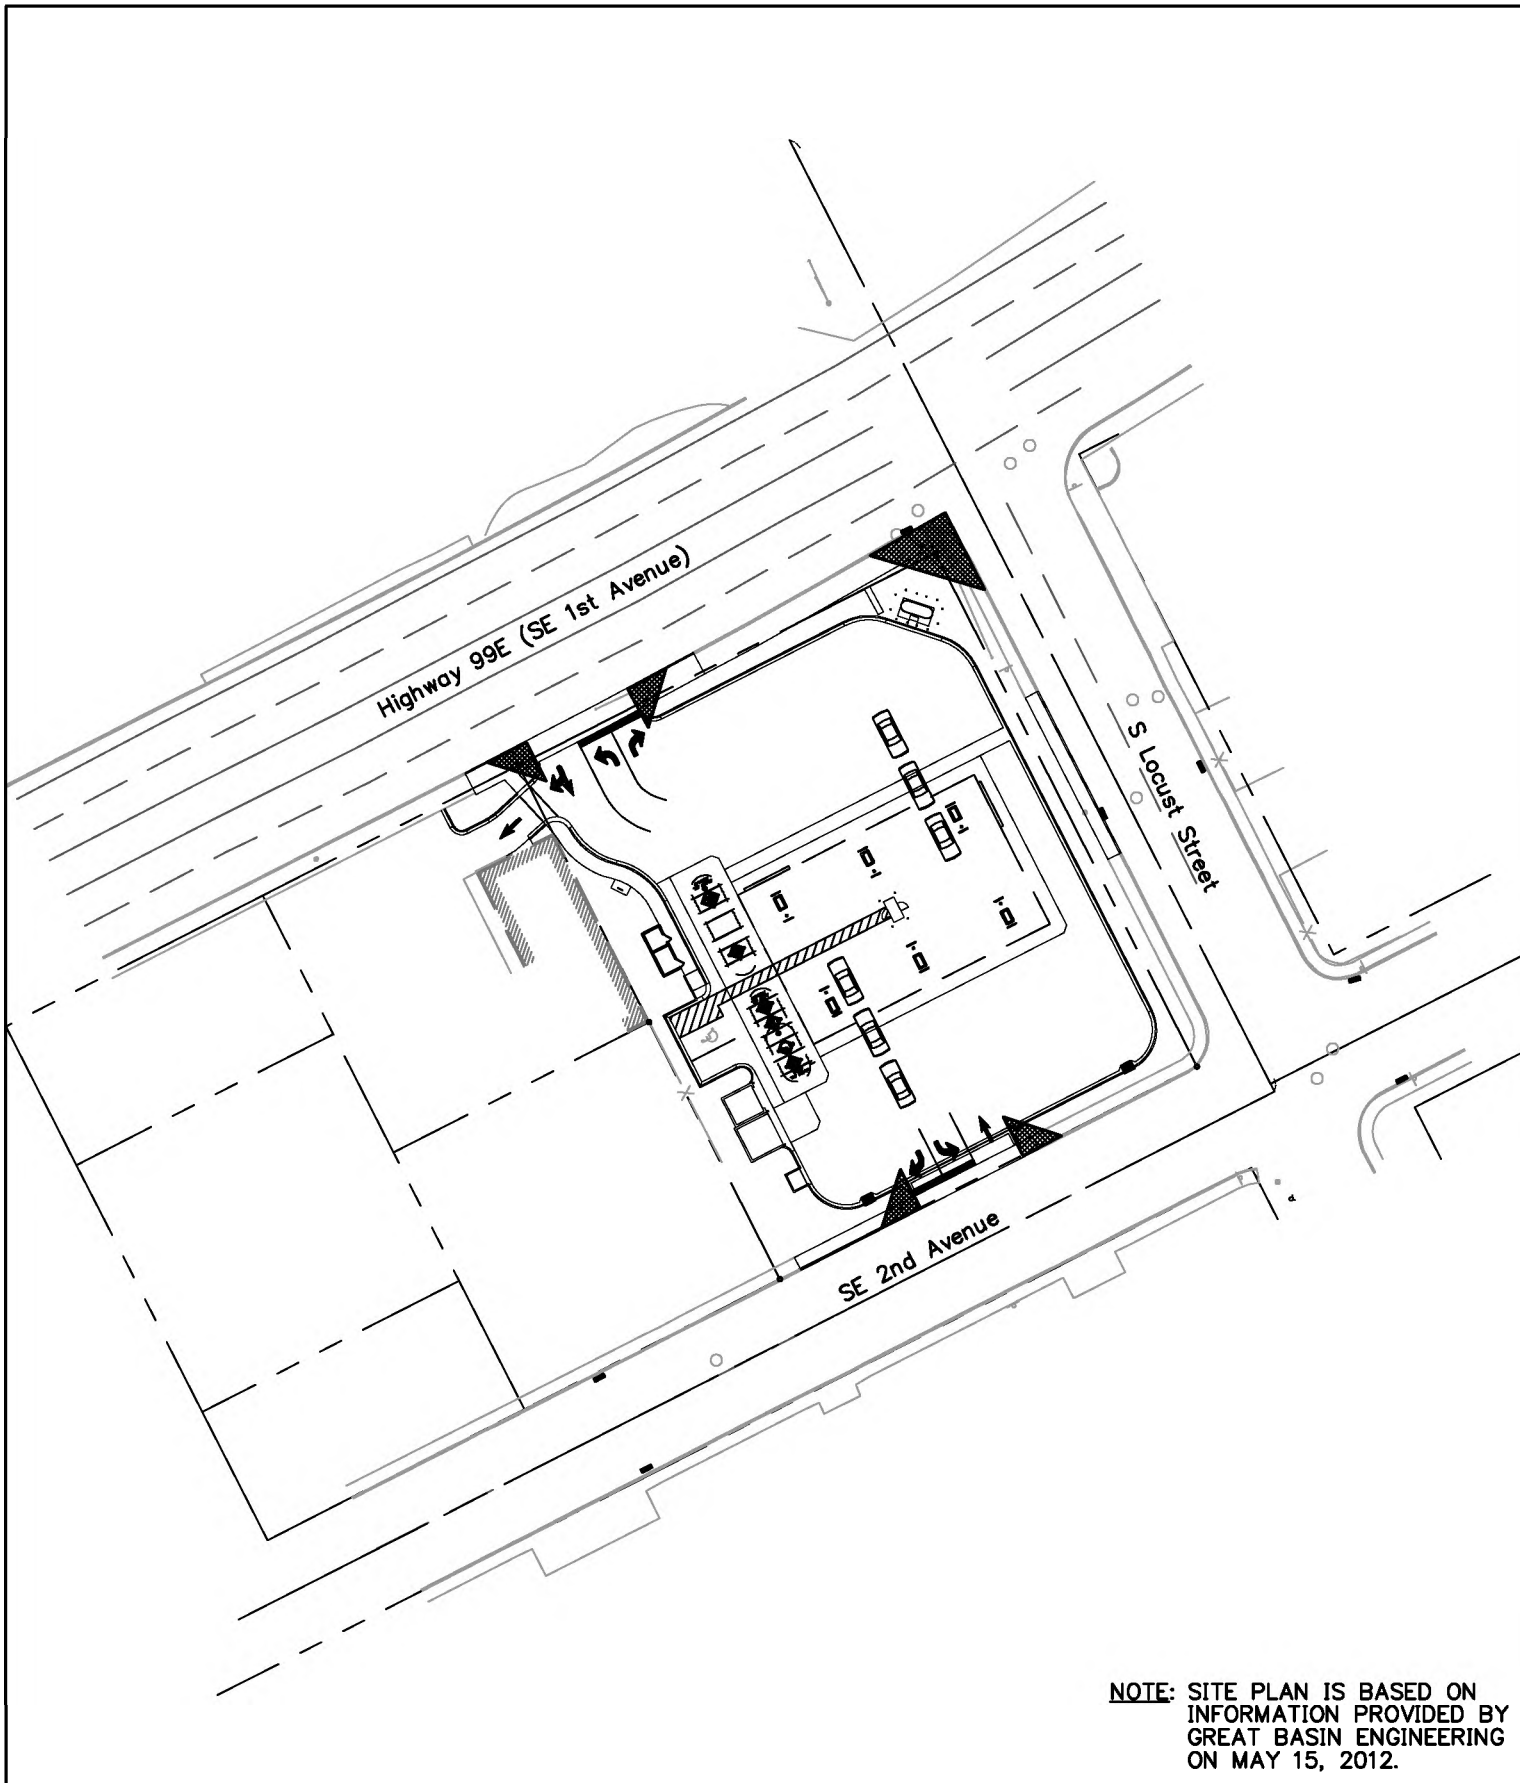 Highway 99E (SE 1st Avenue)
S Locust Street
SE 2nd Avenue
NOTE: SITE PLAN IS BASED ON
INFORMATION PROVIDED BY
GREAT BASIN ENGINEERING
ON MAY 15, 2012.